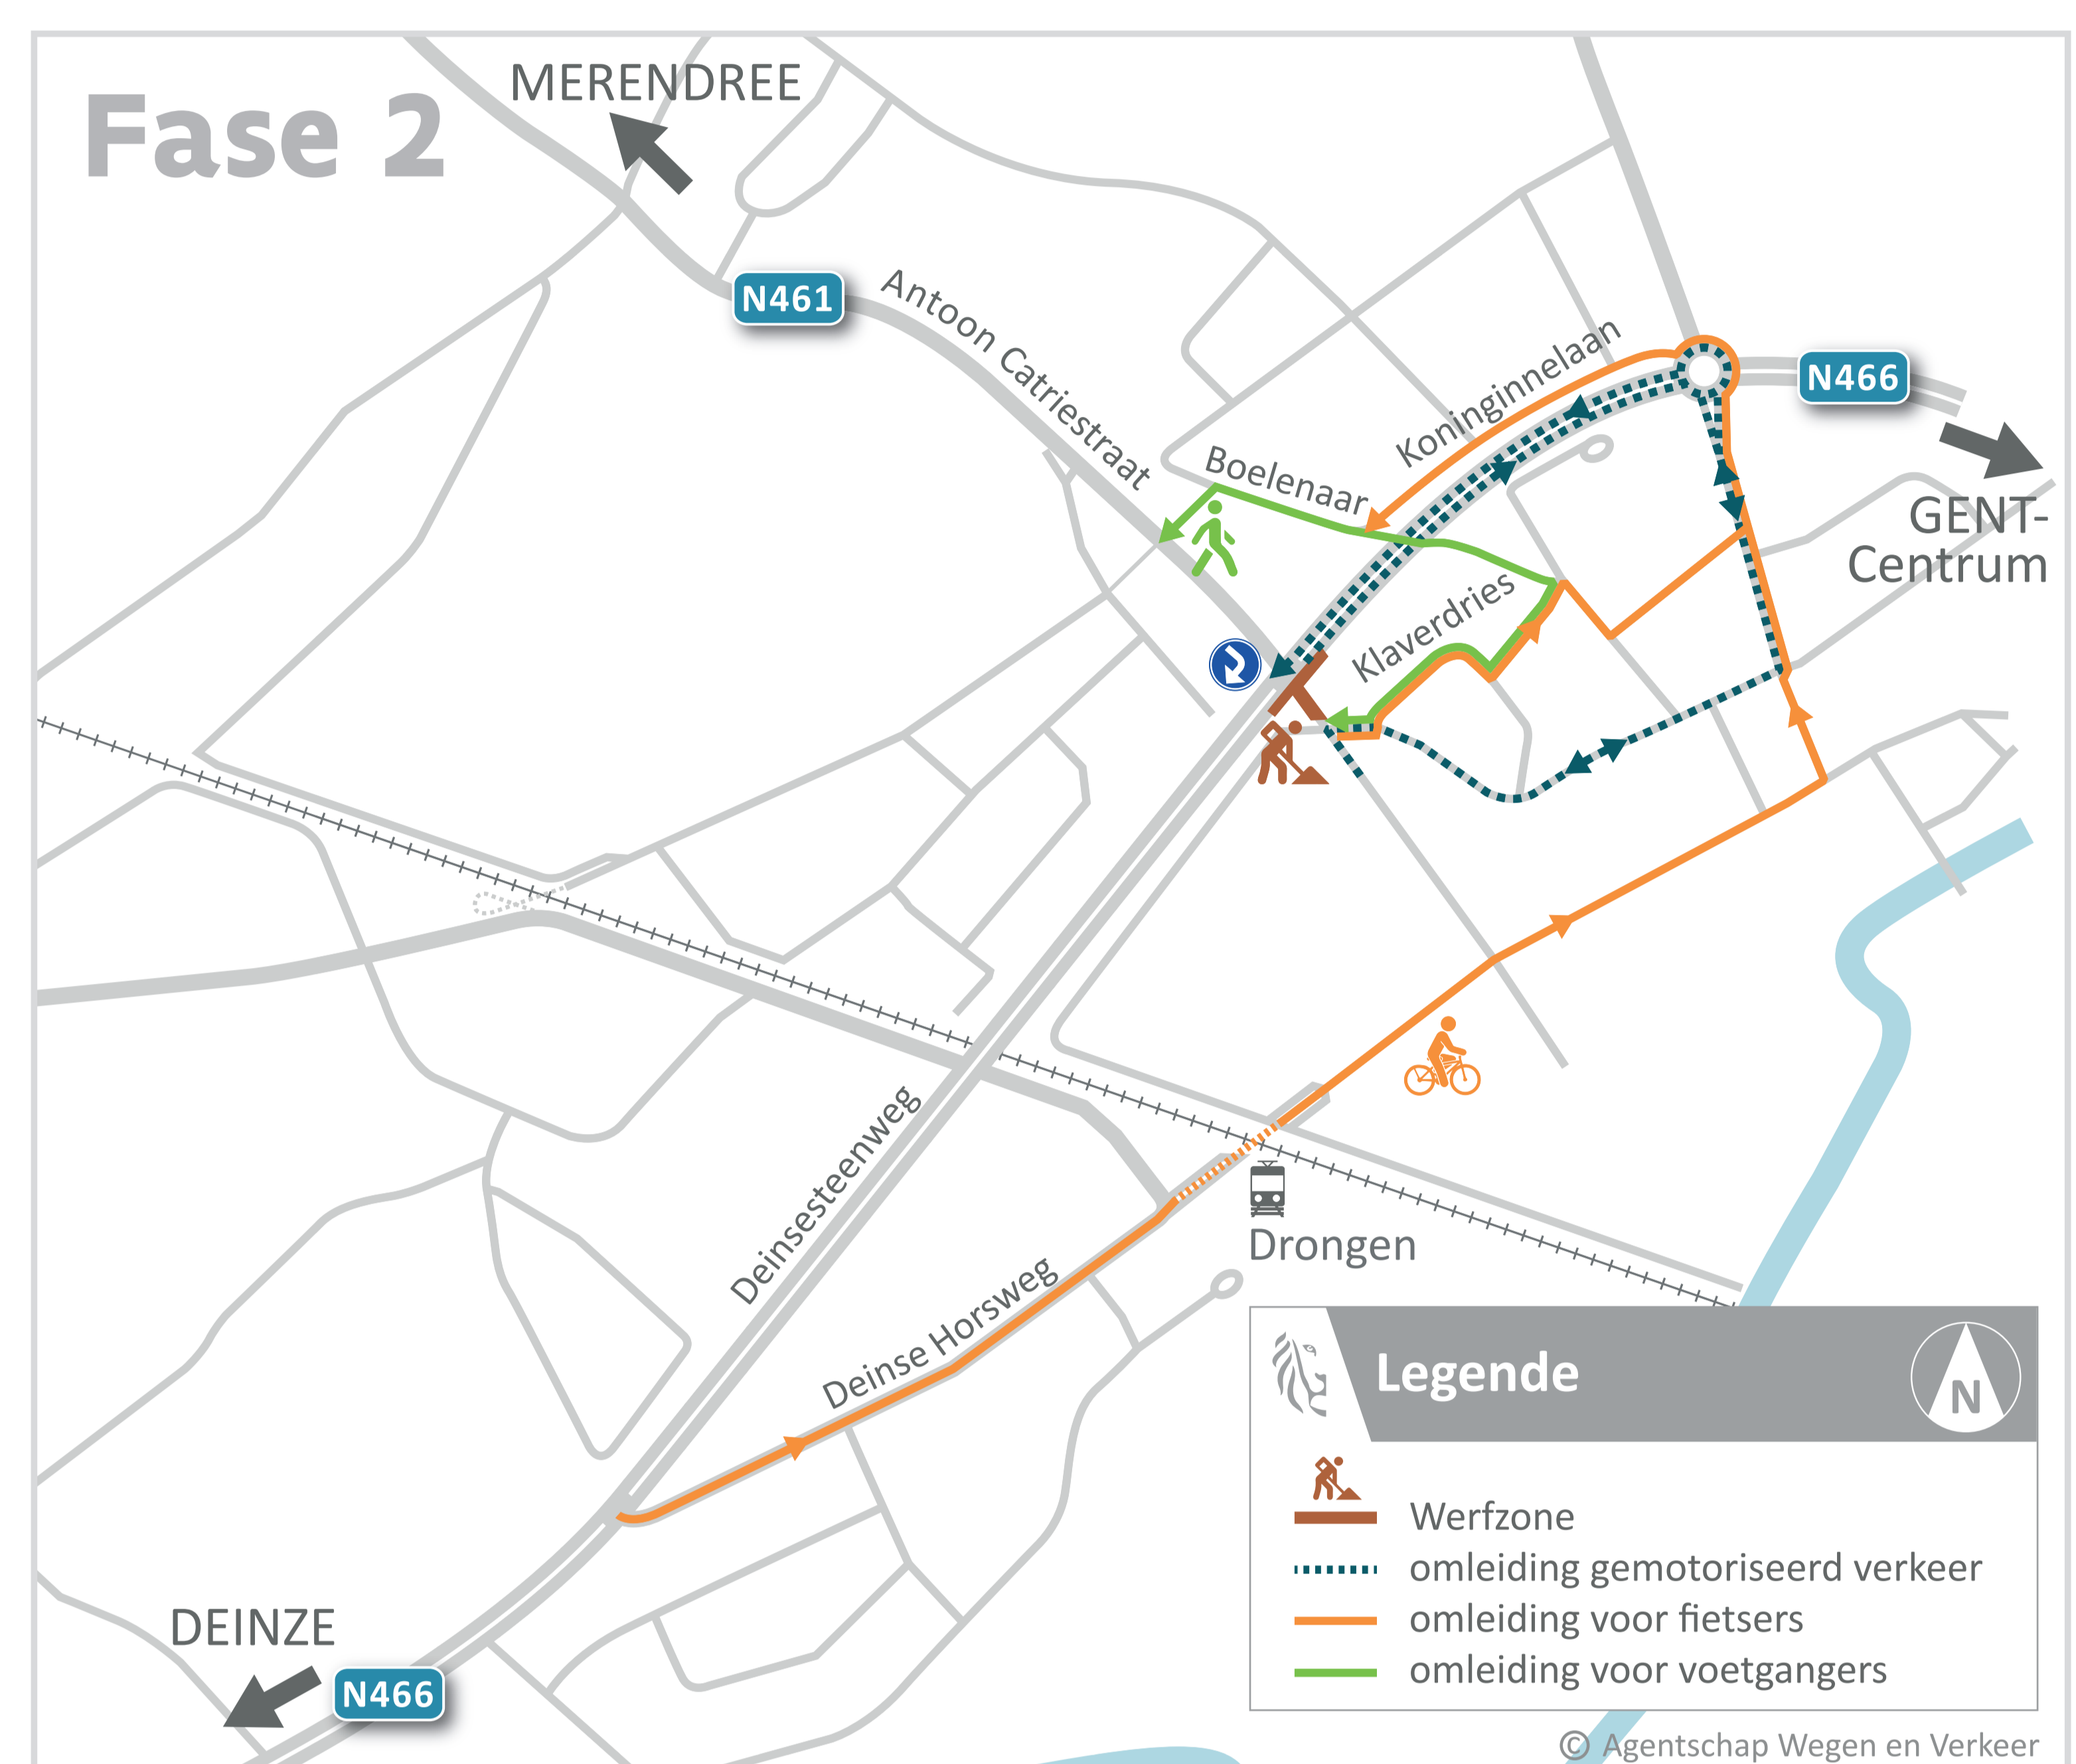 Fase 2
MERENDREE
N461
Antoon Catriestraat
Koninginnelaan
N466
Boelenaar
GENT-
Centrum
Klaverdries
Deinsesteenweg
Drongen
Deinse Horsweg
DEINZE
N466
Legende
N
Werfzone
omleiding gemotoriseerd verkeer
omleiding voor fietsers
omleiding voor voetgangers
© Agentschap Wegen en Verkeer